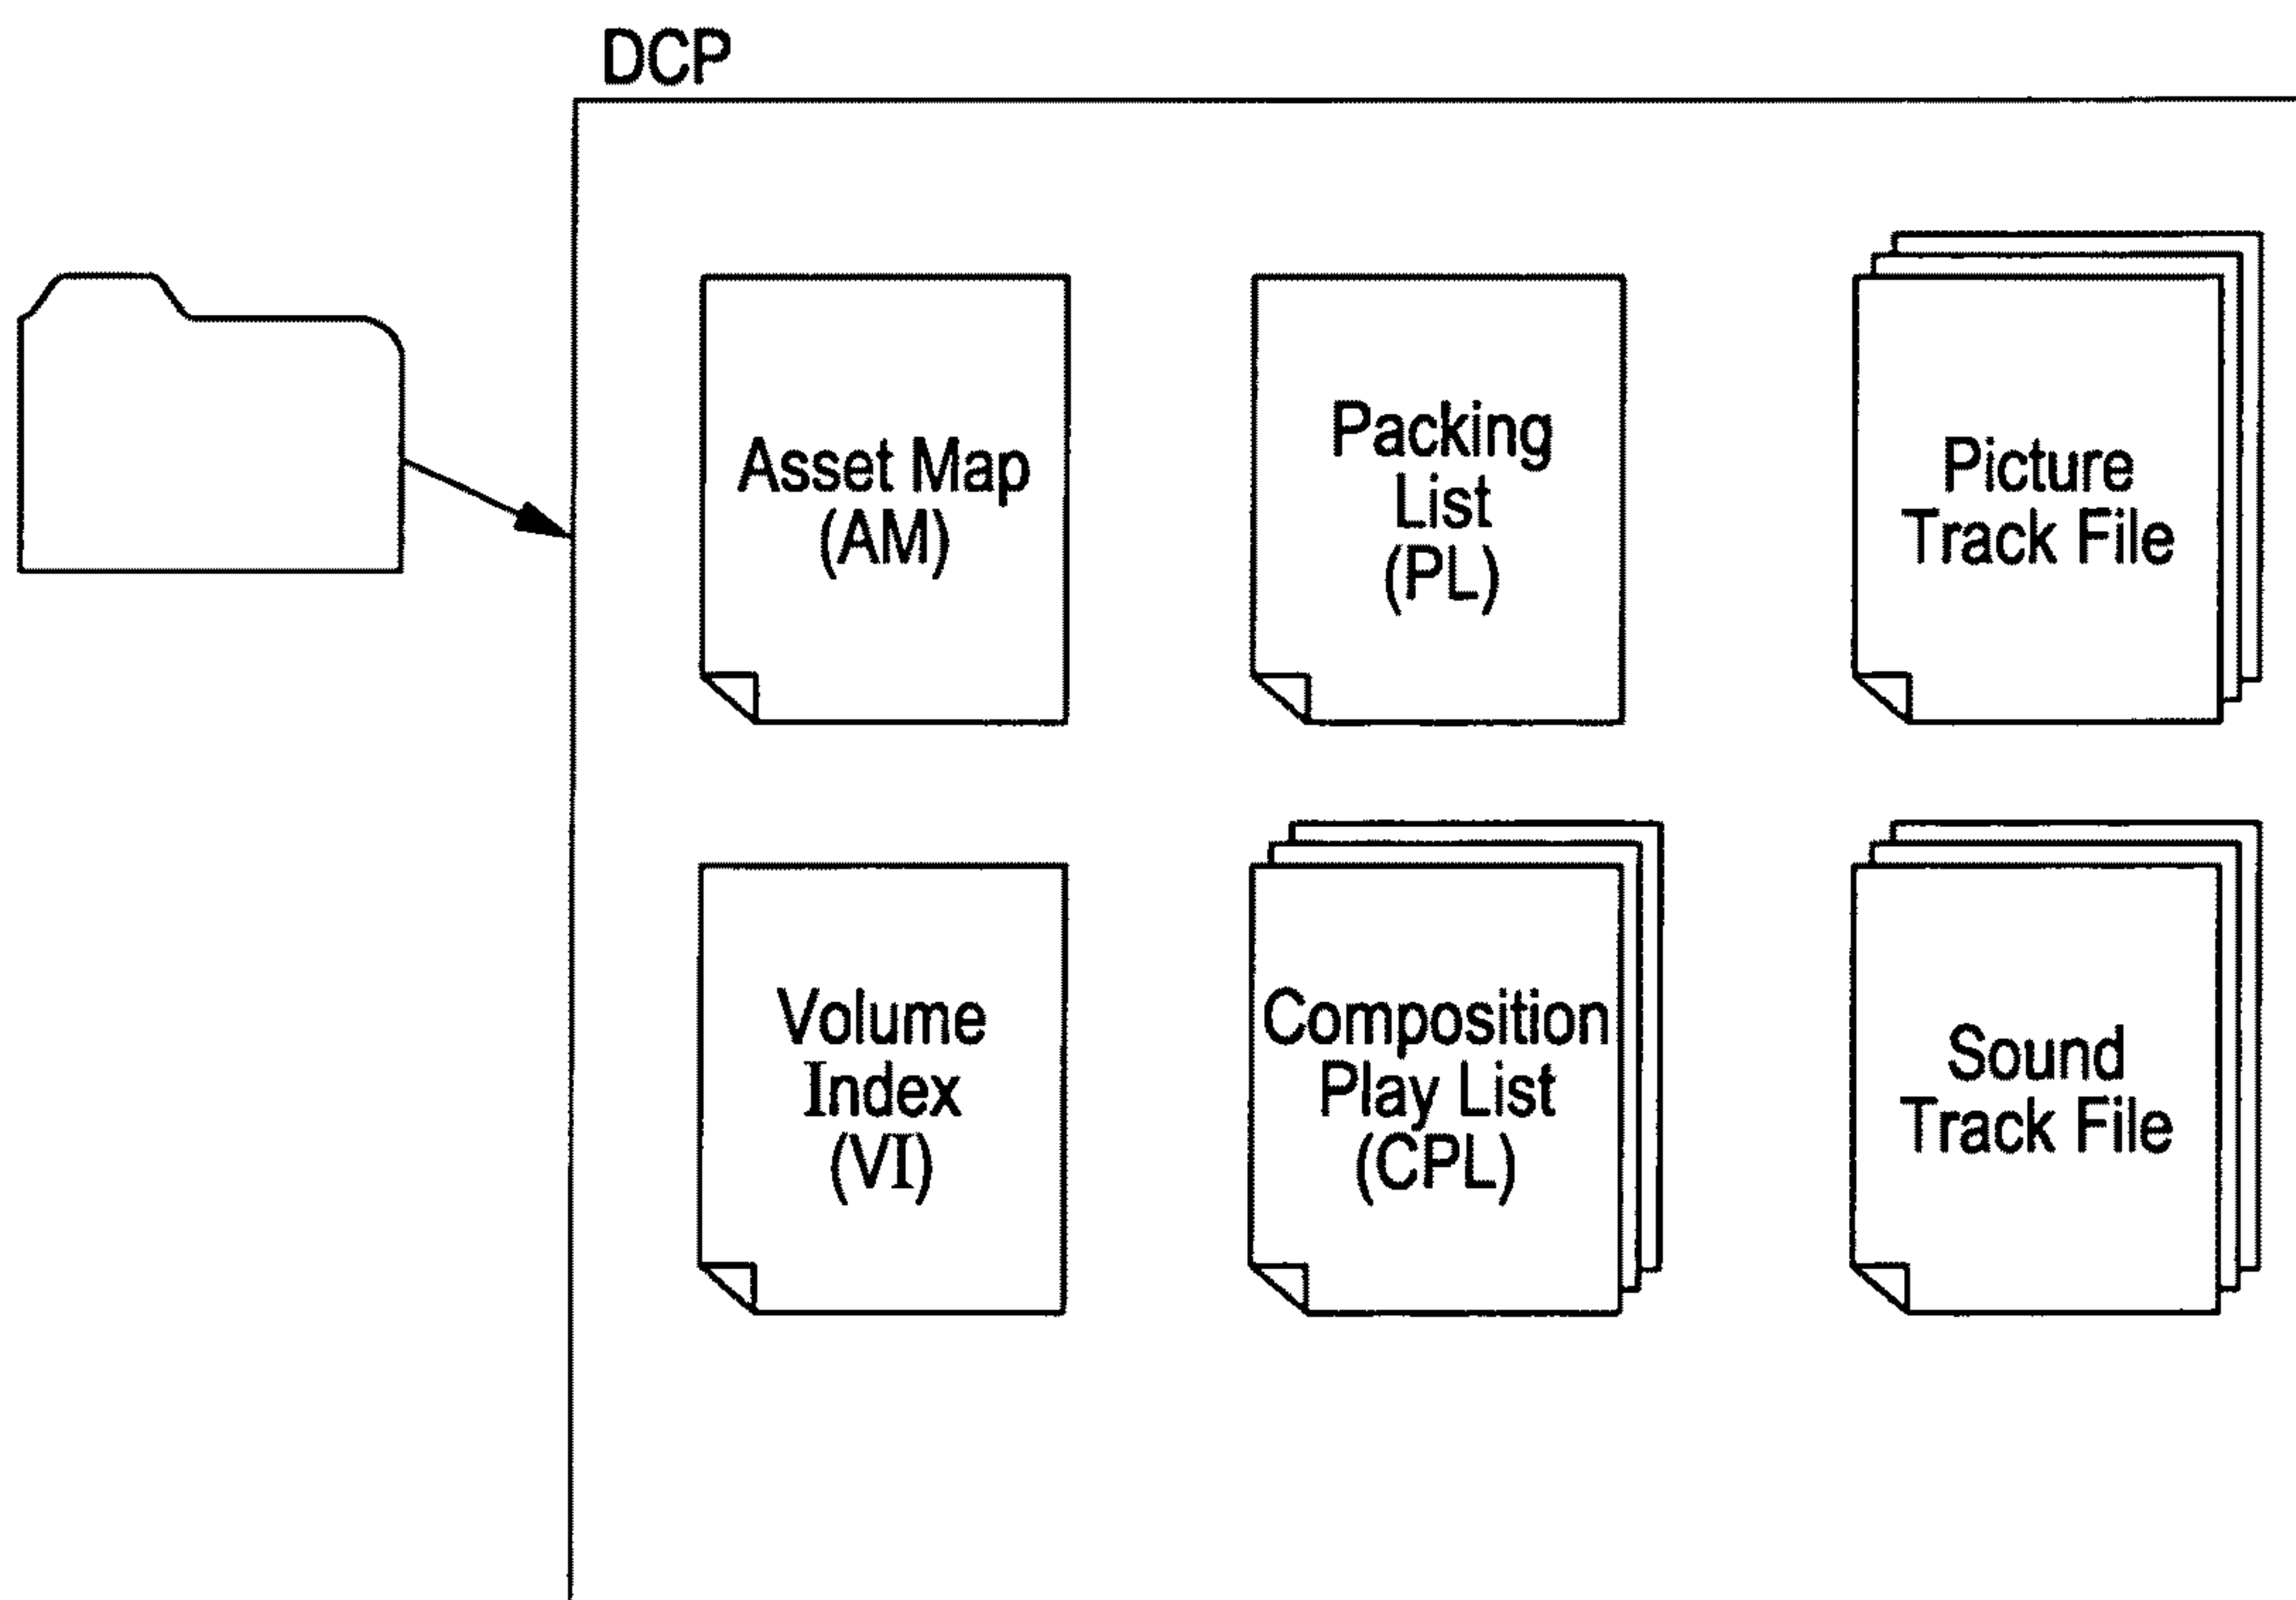 DCP
Asset Map
(AM)
Packing
List
(PL)
Picture
Track File
Volume
Index
(VI)
Composition
Play List
(CPL)
Sound
Track File